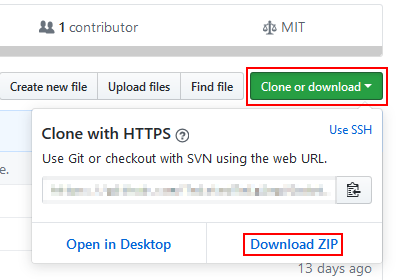 1 contributor
MIT
Create new file
Upload files
Find file
Clone or download
Clone with HTTPS
Use SSH
e.
Use Git or checkout with SVN using the web URL.
Open in Desktop
Download ZIP
13 days ago